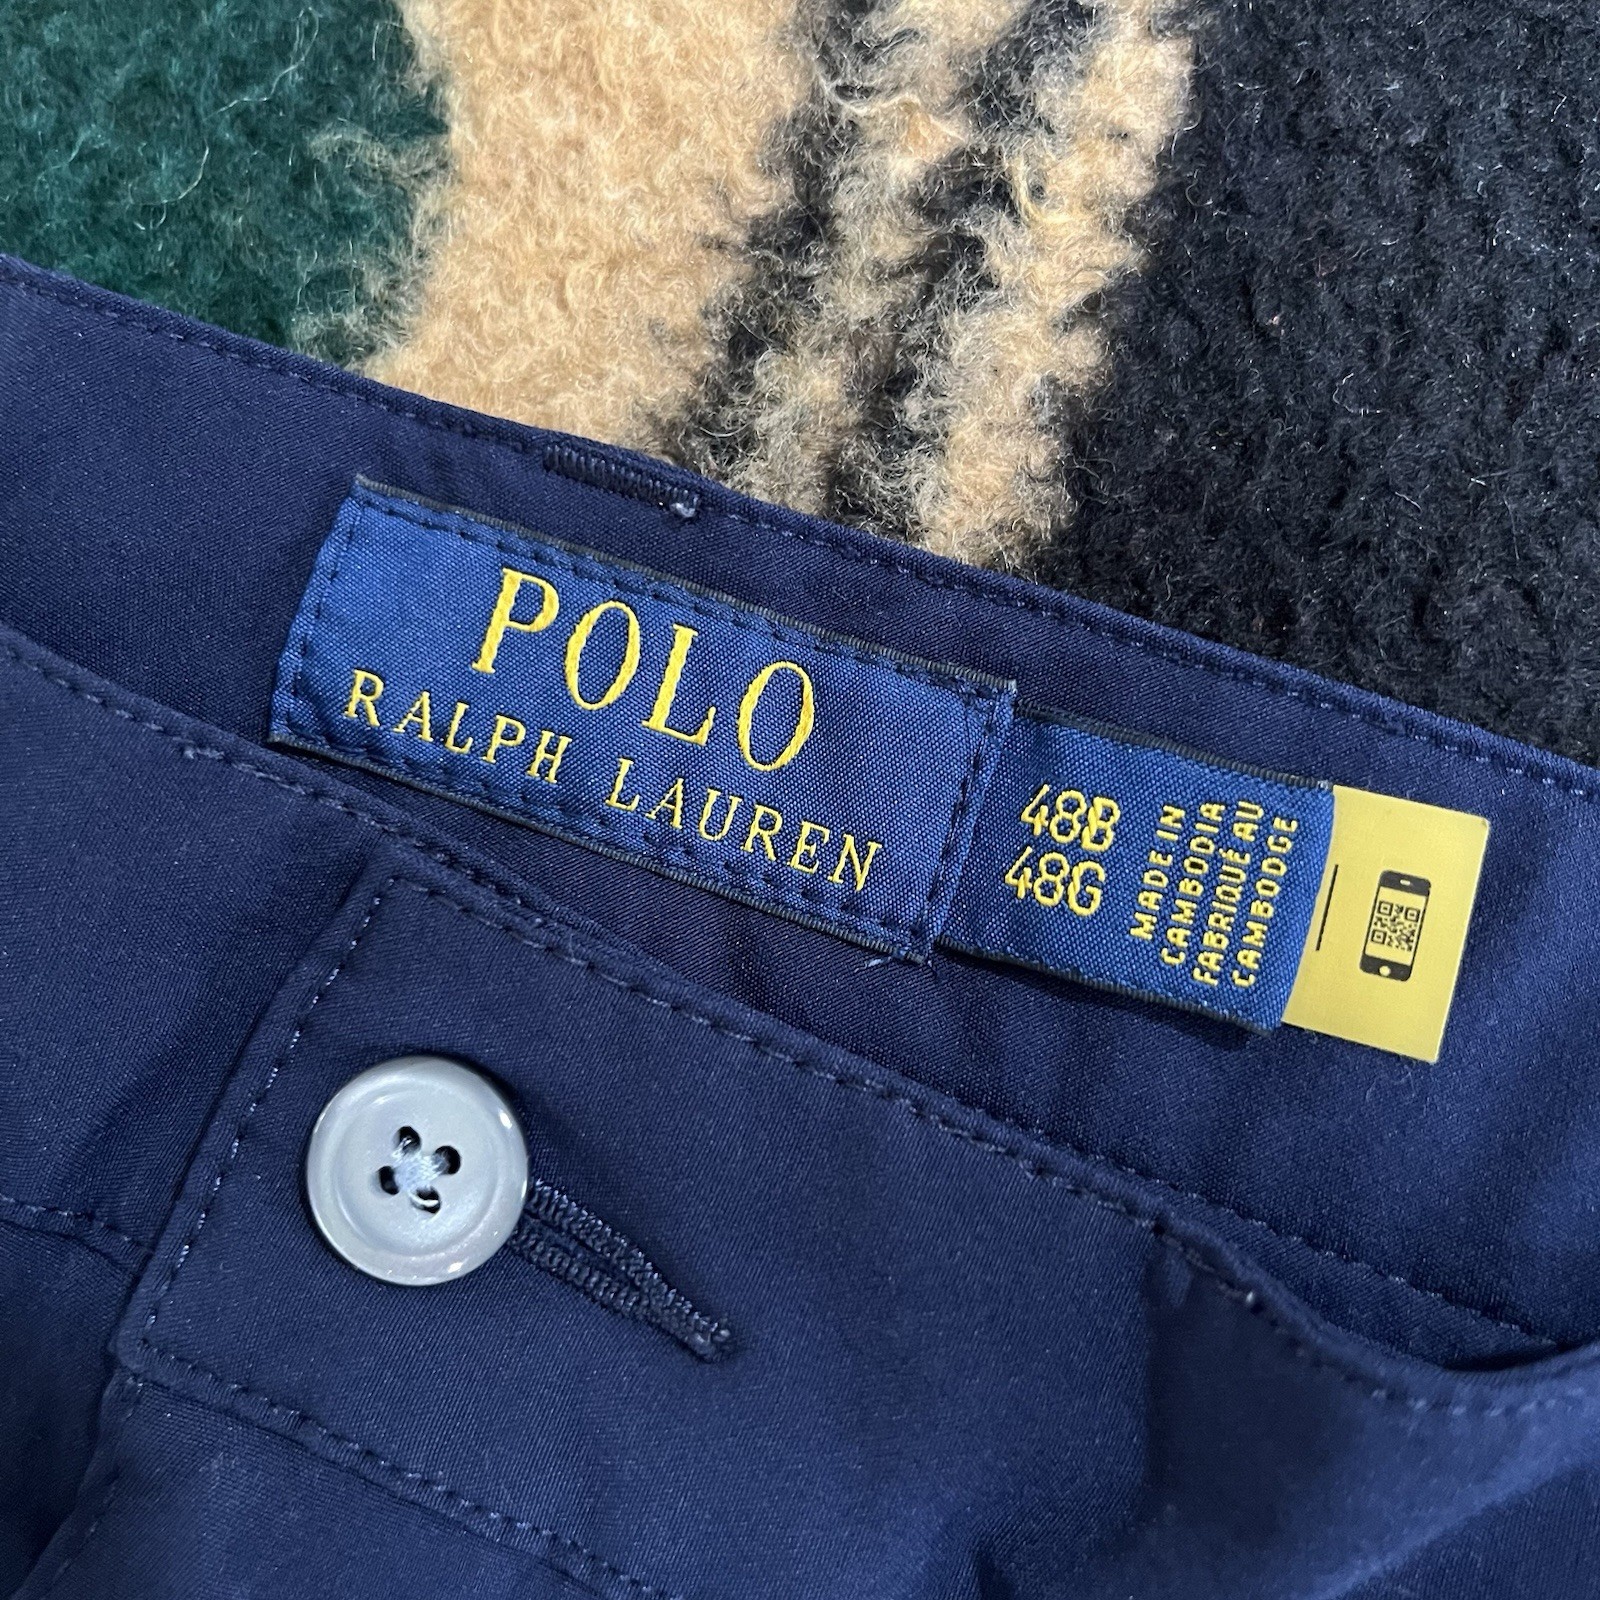 POLO
RALPH LAUREN
48B
48G
MADE IN
CAMBODIA
FABRIQUÉ AU
CAMBODGE